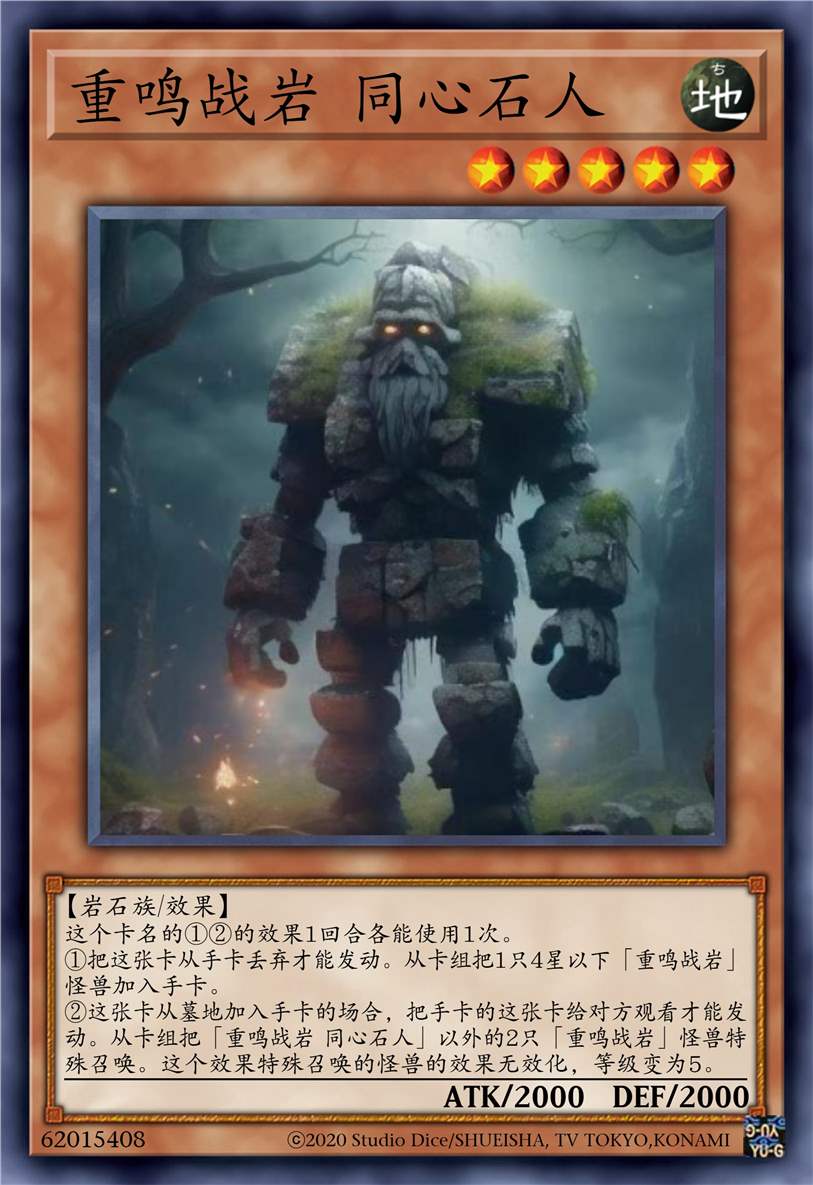 重鸣战岩 同心石人
ち
地
【岩石族/效果】
这个卡名的①②的效果1回合各能使用1次。
①把这张卡从手卡丢弃才能发动。从卡组把1只4星以下「重鸣战岩」
怪兽加入手卡。
②这张卡从墓地加入手卡的场合，把手卡的这张卡给对方观看才能发
动。从卡组把「重鸣战岩 同心石人」以外的2只「重鸣战岩」怪兽特
殊召唤。这个效果特殊召唤的怪兽的效果无效化，等级变为5。
ATK/2000 DEF/2000
62015408 ©2020 Studio Dice/SHUEISHA, TV TOKYO,KONAMI
YU-G